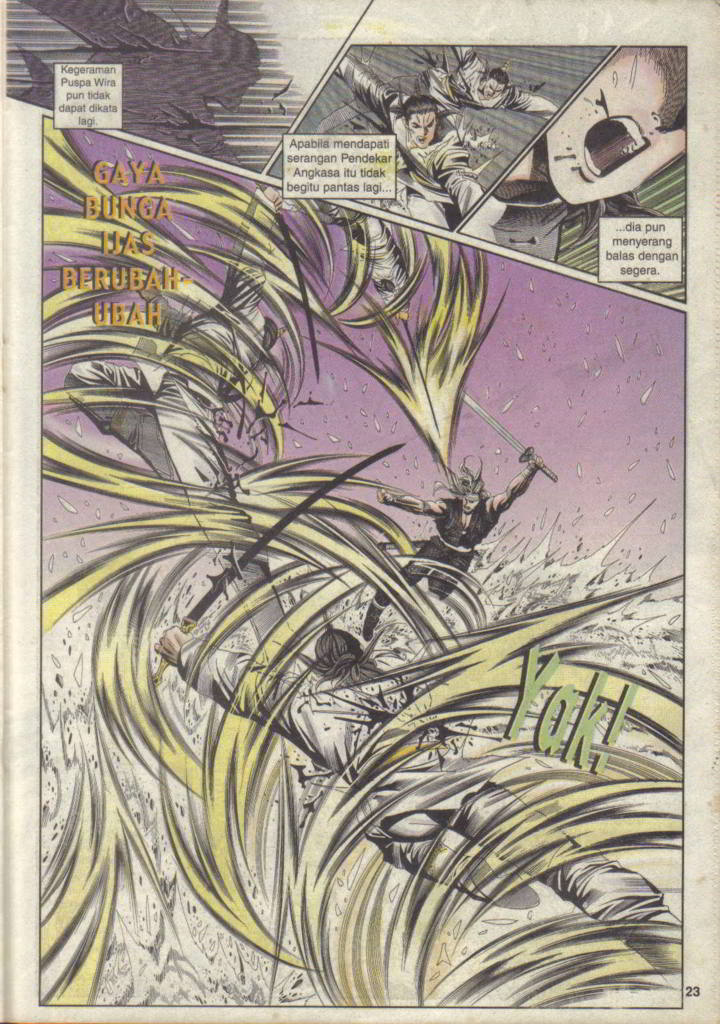 Kegeraman
Puspa Wira
pun tidak
dapat dikata
lagi.
Apabila mendapati
serangan Pendekar
Angkasa itu tidak
begitu pantas lagi...
...dia pun
menyerang
balas dengan
segera.
GAYA
BUNGA
IJAS
BERUBAH-
UBAH
Yak!
23